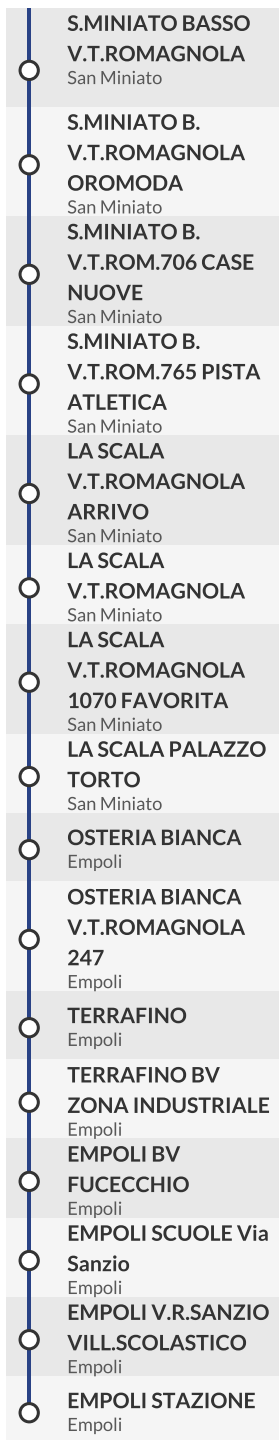 S.MINIATO BASSO
V.T.ROMAGNOLA
San Miniato
S.MINIATO B.
V.T.ROMAGNOLA
OROMODA
San Miniato
S.MINIATO B.
V.T.ROM.706 CASE
NUOVE
San Miniato
S.MINIATO B.
V.T.ROM.765 PISTA
ATLETICA
San Miniato
LA SCALA
V.T.ROMAGNOLA
ARRIVO
San Miniato
LA SCALA
V.T.ROMAGNOLA
San Miniato
LA SCALA
V.T.ROMAGNOLA
1070 FAVORITA
San Miniato
LA SCALA PALAZZO
TORTO
San Miniato
OSTERIA BIANCA
Empoli
OSTERIA BIANCA
V.T.ROMAGNOLA
247
Empoli
TERRAFINO
Empoli
TERRAFINO BV
ZONA INDUSTRIALE
Empoli
EMPOLI BV
FUCECCHIO
Empoli
EMPOLI SCUOLE Via
Sanzio
Empoli
EMPOLI V.R.SANZIO
VILL.SCOLASTICO
Empoli
EMPOLI STAZIONE
Empoli